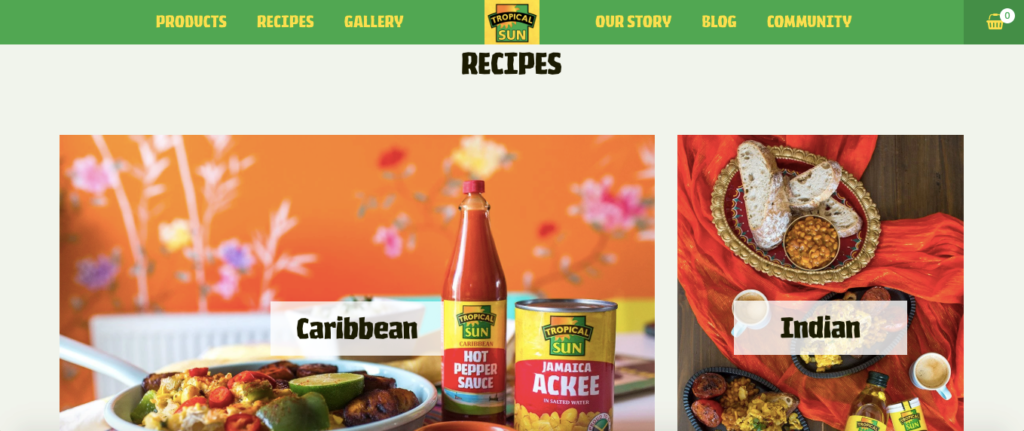 PRODUCTS RECIPES GALLERY
TROPICAL
SUN
OUR STORY BLOG COMMUNITY
0
RECIPES
Caribbean
TROPICAL
SUN
CARIBBEAN
HOT
PEPPER
SAUCE
TROPICAL
SUN
JAMAICA
ACKEE
IN SALTED WATER
Indian